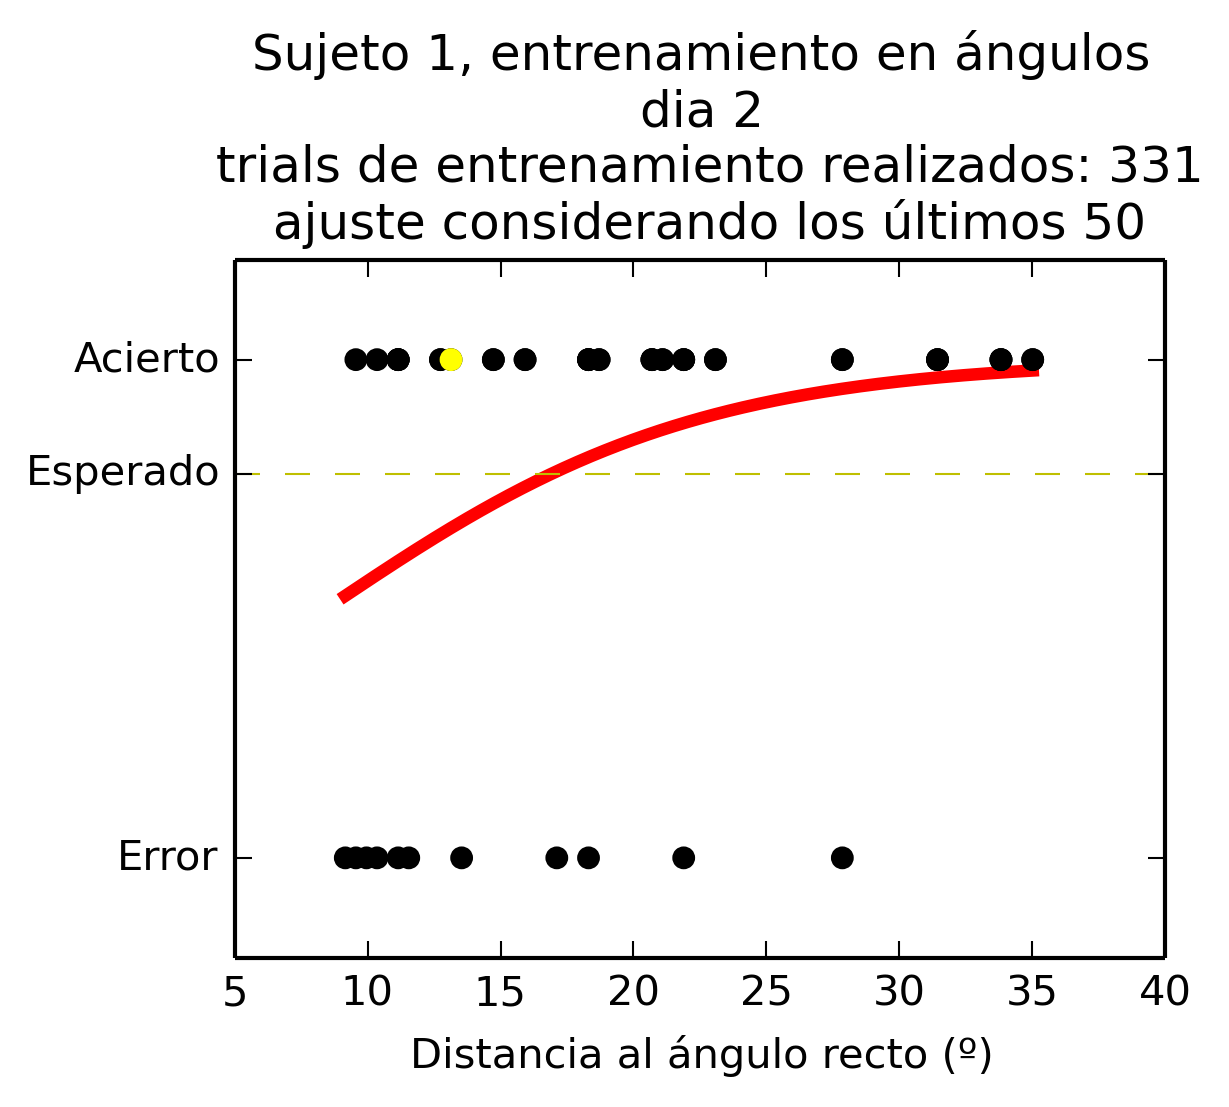 Sujeto 1, entrenamiento en ángulos
dia 2
trials de entrenamiento realizados: 331
ajuste considerando los últimos 50
Acierto
Esperado
Error
5 10 15 20 25 30 35 40
Distancia al ángulo recto (º)